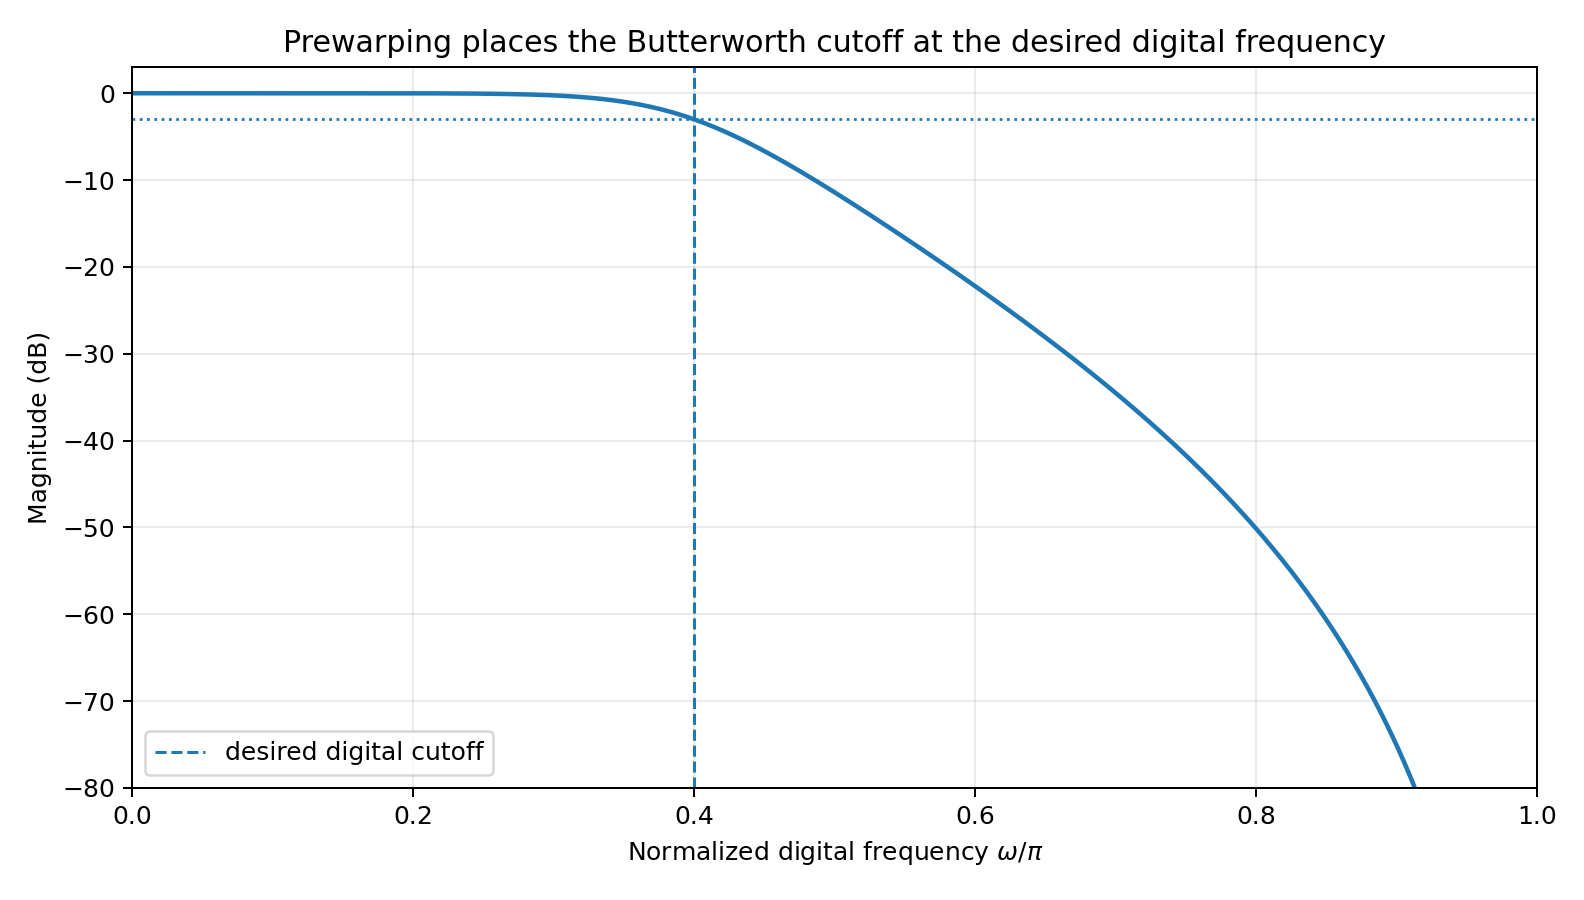 Prewarping places the Butterworth cutoff at the desired digital frequency
Magnitude (dB)
0
−10
−20
−30
−40
−50
−60
−70
−80
desired digital cutoff
0.0 0.2 0.4 0.6 0.8 1.0
Normalized digital frequency ω/π